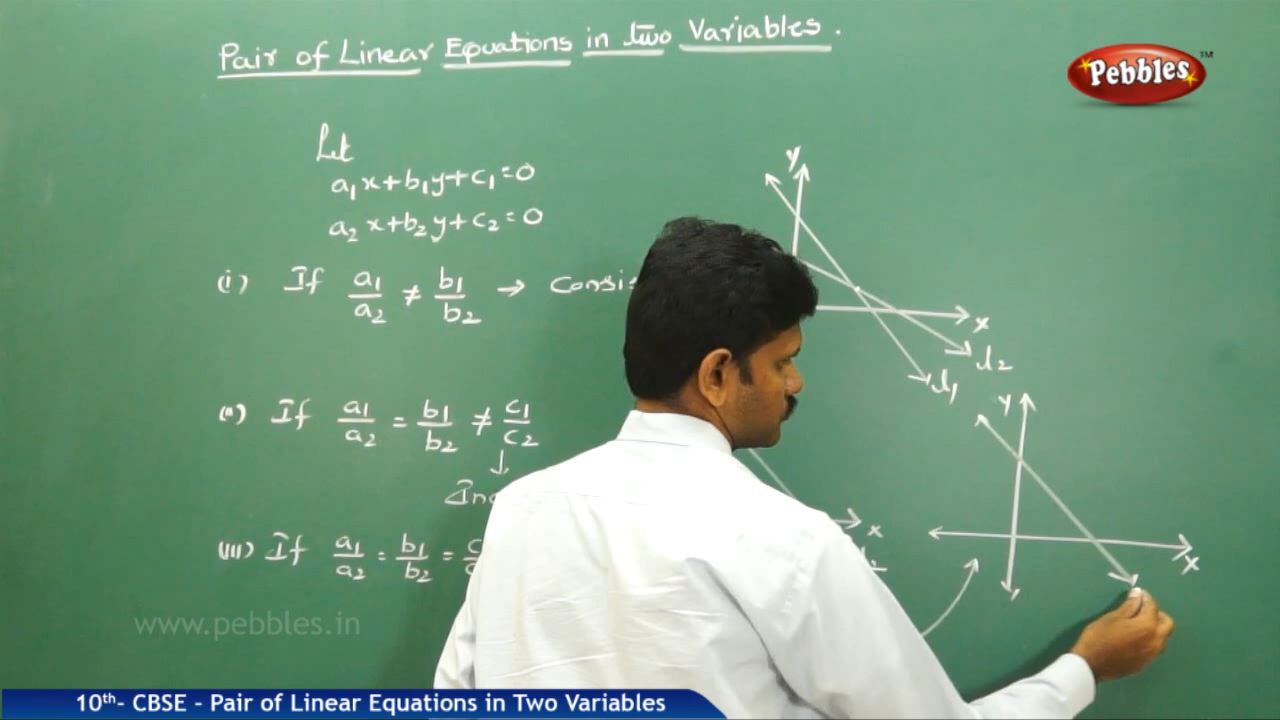 Pair of Linear Equations in two Variables.
Pebbles™
Let
a₁x+b₁y+c₁=0
a₂x+b₂y+c₂=0
(i) If a₁/a₂ ≠ b₁/b₂ → Consis
y
x
l₂
l₁
(ii) If a₁/a₂ = b₁/b₂ ≠ c₁/c₂
↓
Inc
x
y
x
(iii) If a₁/a₂ = b₁/b₂ =
www.pebbles.in
10th- CBSE - Pair of Linear Equations in Two Variables